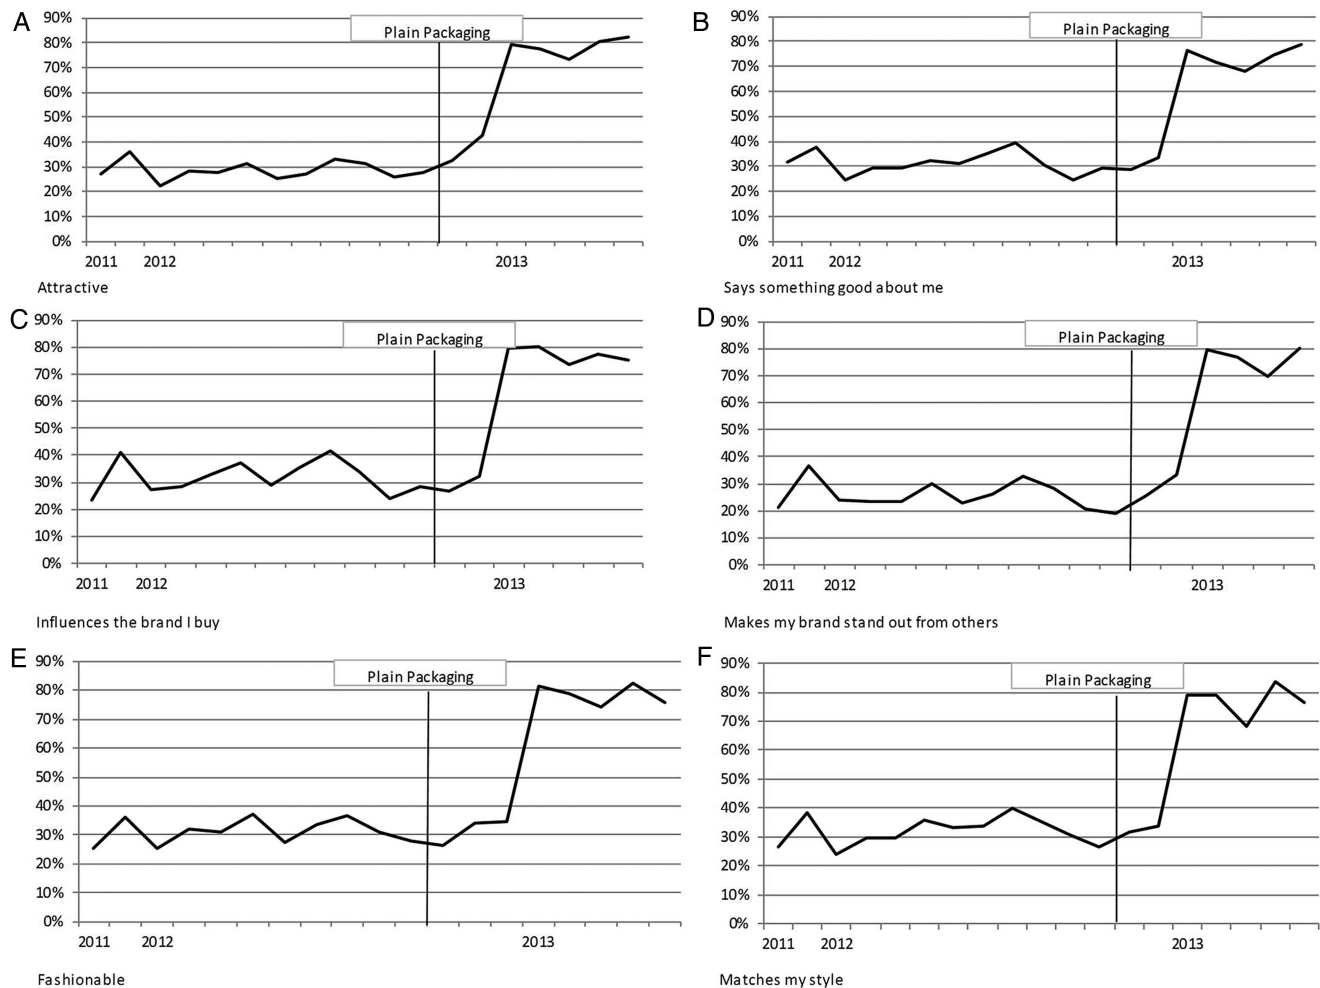 A
Plain Packaging
90%
80%
70%
60%
50%
40%
30%
20%
10%
0%
2011 2012 2013
Attractive
B
Plain Packaging
90%
80%
70%
60%
50%
40%
30%
20%
10%
0%
2011 2012 2013
Says something good about me
C
Plain Packaging
90%
80%
70%
60%
50%
40%
30%
20%
10%
0%
2011 2012 2013
Influences the brand I buy
D
Plain Packaging
90%
80%
70%
60%
50%
40%
30%
20%
10%
0%
2011 2012 2013
Makes my brand stand out from others
E
Plain Packaging
90%
80%
70%
60%
50%
40%
30%
20%
10%
0%
2011 2012 2013
Fashionable
F
Plain Packaging
90%
80%
70%
60%
50%
40%
30%
20%
10%
0%
2011 2012 2013
Matches my style